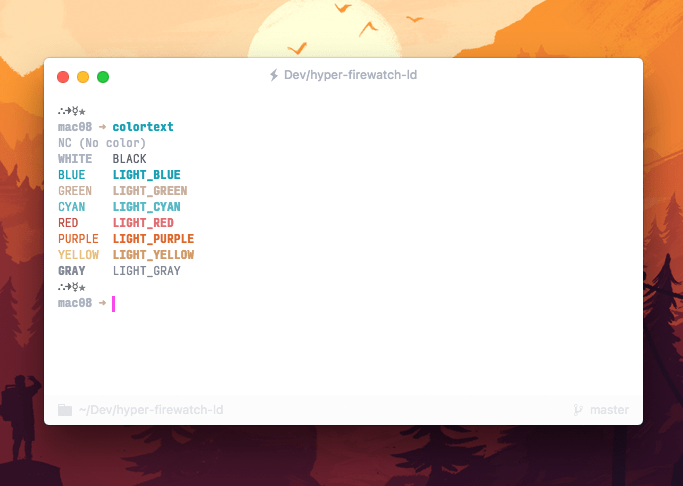 Dev/hyper-firewatch-ld
∴➜☿★
mac08 ➜ colortext
NC (No color)
WHITE BLACK
BLUE LIGHT_BLUE
GREEN LIGHT_GREEN
CYAN LIGHT_CYAN
RED LIGHT_RED
PURPLE LIGHT_PURPLE
YELLOW LIGHT_YELLOW
GRAY LIGHT_GRAY
∴➜☿★
mac08 ➜
~/Dev/hyper-firewatch-ld master